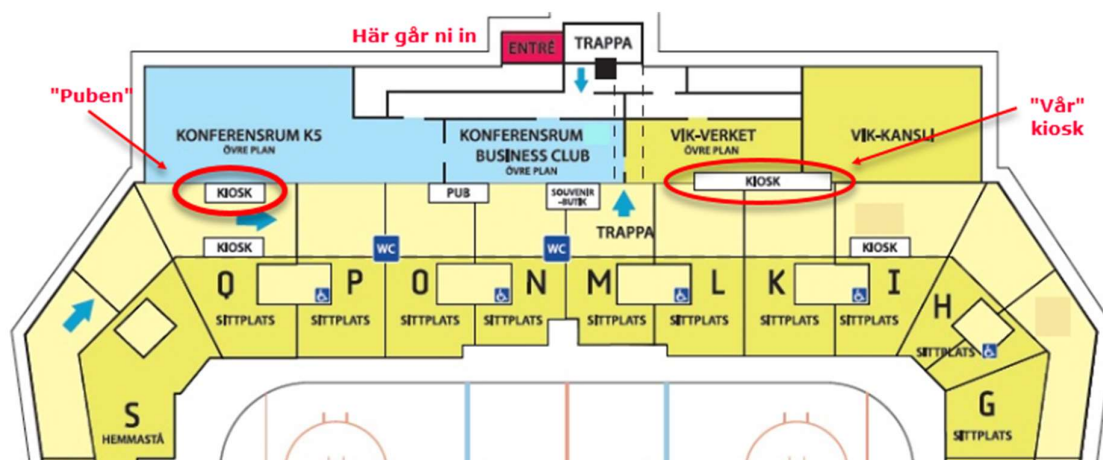 Här går ni in
ENTRÉ
TRAPPA
"Puben"
"Vår"
kiosk
KONFERENSRUM K5
ÖVRE PLAN
KONFERENSRUM
BUSINESS CLUB
ÖVRE PLAN
VIK-VERKET
ÖVRE PLAN
VIK-KANSLI
KIOSK
PUB
SOUVENIR
-BUTIK
KIOSK
TRAPPA
KIOSK
WC
WC
KIOSK
Q
P
O
N
M
L
K
I
H
SITTPLATS
SITTPLATS
SITTPLATS
SITTPLATS
SITTPLATS
SITTPLATS
SITTPLATS
SITTPLATS
SITTPLATS
S
HEMMASTÅ
G
SITTPLATS